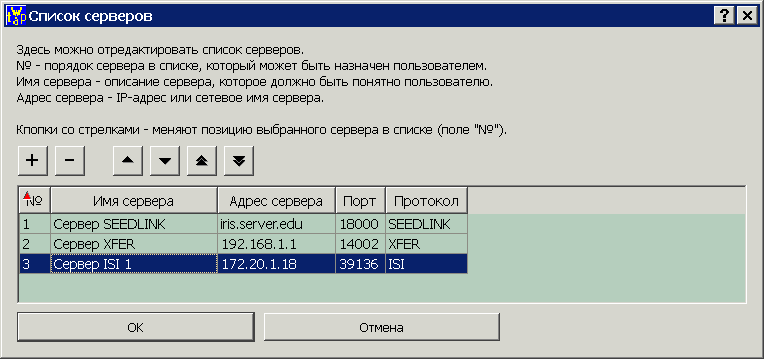 Список серверов
Здесь можно отредактировать список серверов.
№ - порядок сервера в списке, который может быть назначен пользователем.
Имя сервера - описание сервера, которое должно быть понятно пользователю.
Адрес сервера - IP-адрес или сетевое имя сервера.
Кпопки со стрелками - меняют позицию выбранного сервера в списке (поле "№").
№ Имя сервера Адрес сервера Порт Протокол
1 Сервер SEEDLINK iris.server.edu 18000 SEEDLINK
2 Сервер XFER 192.168.1.1 14002 XFER
3 Сервер ISI 1 172.20.1.18 39136 ISI
OK Отмена